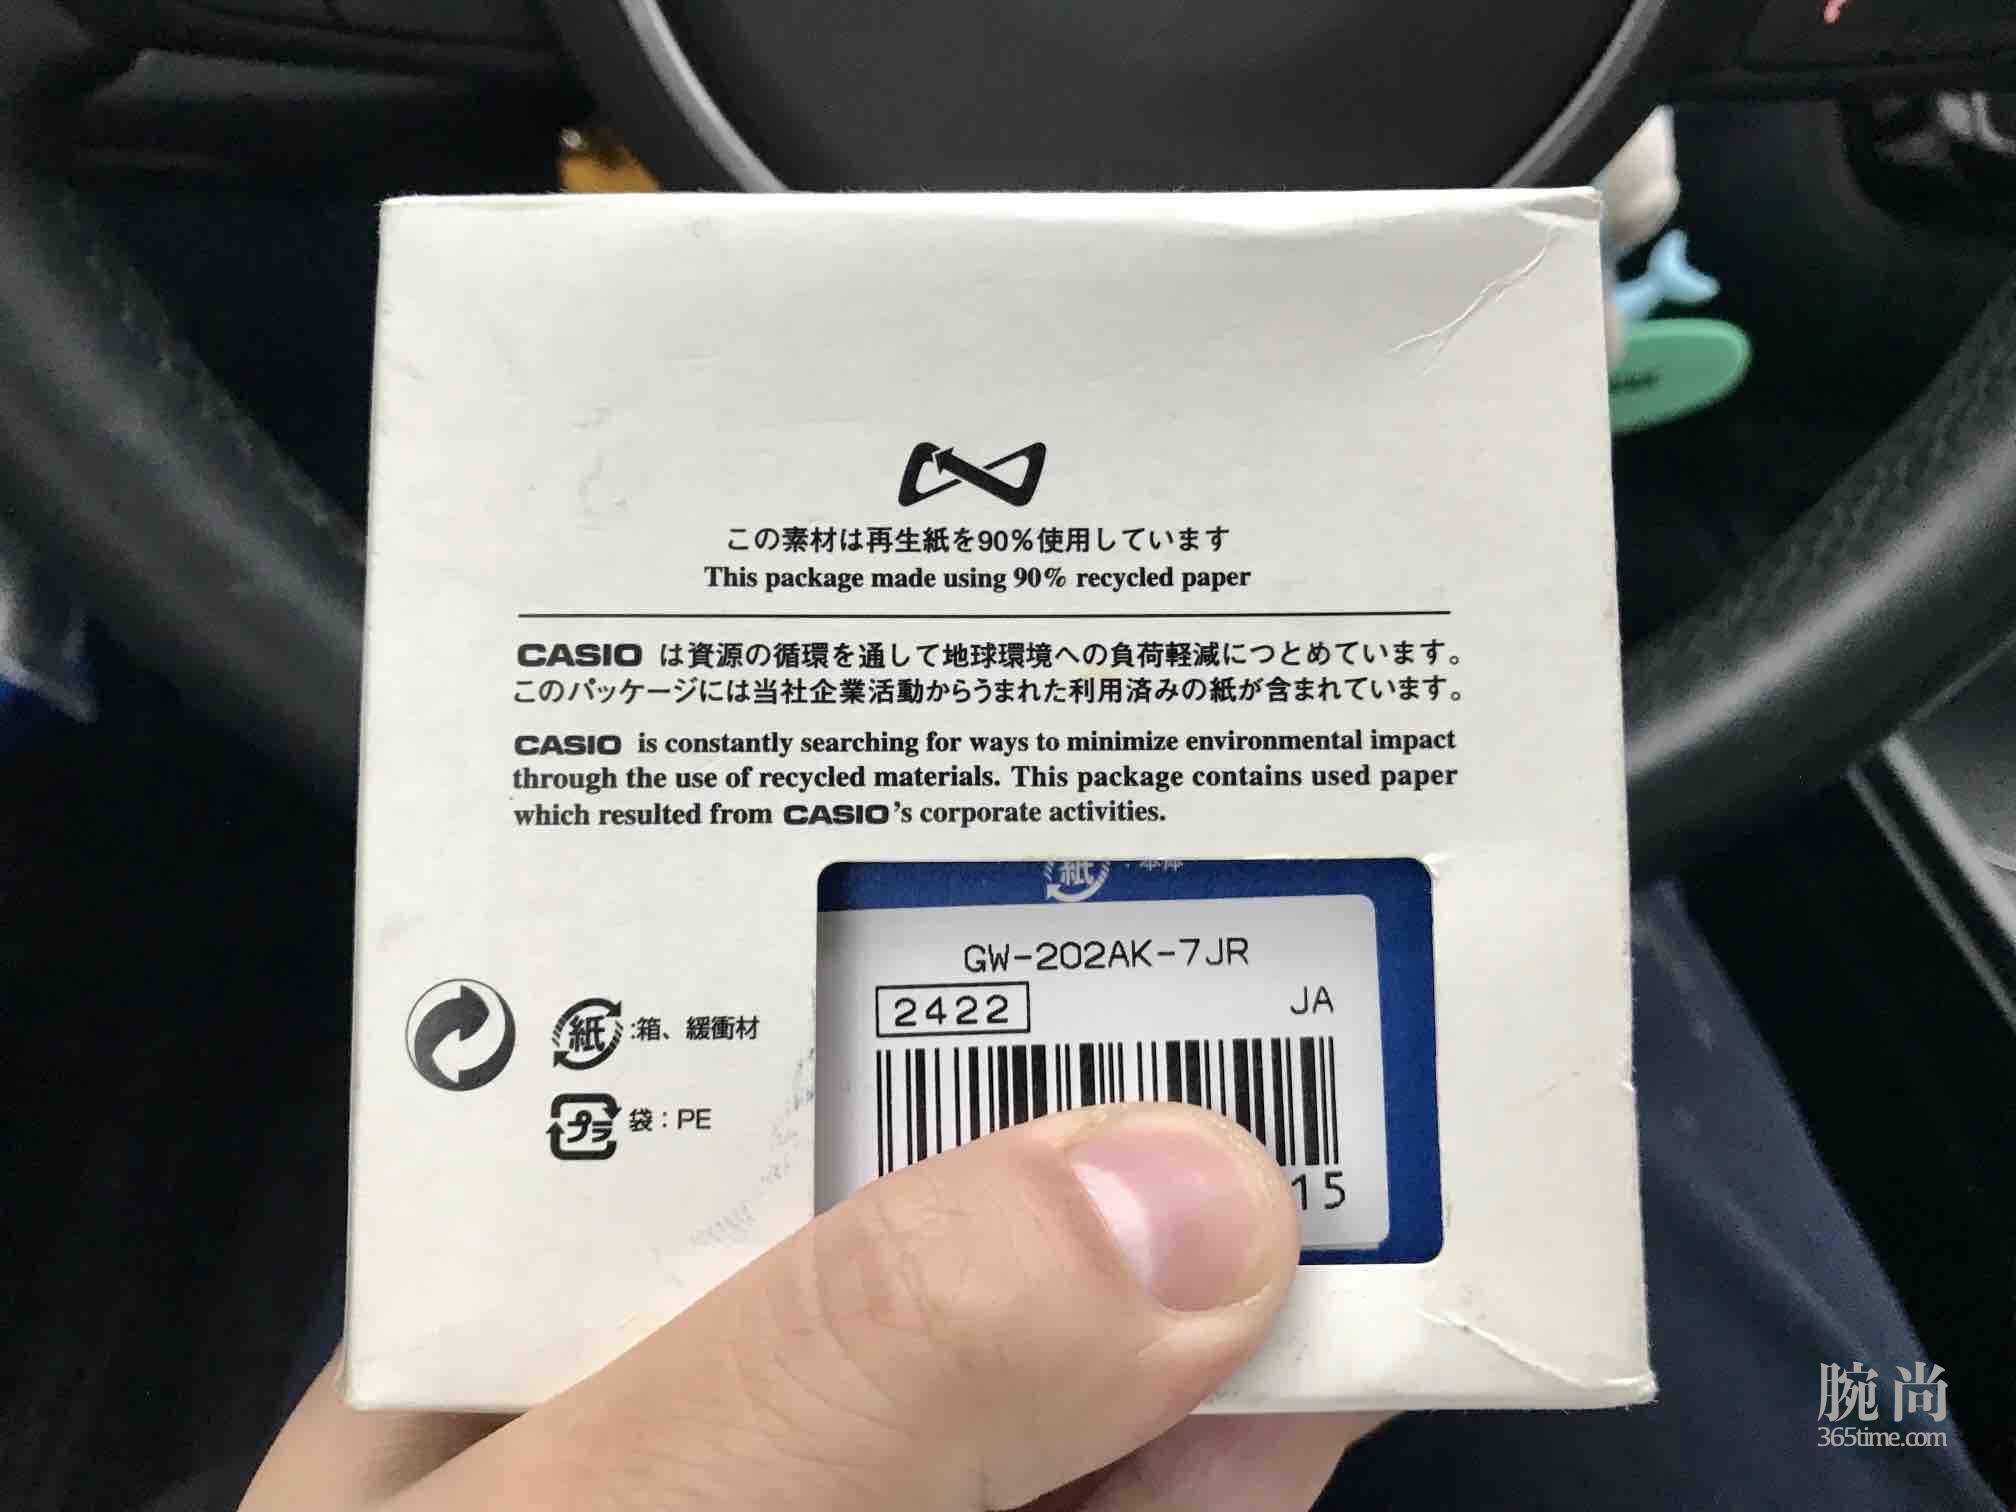 この素材は再生紙を90%使用しています
This package made using 90% recycled paper
CASIO は資源の循環を通して地球環境への負荷軽減につとめています。
このパッケージには当社企業活動からうまれた利用済みの紙が含まれています。
CASIO is constantly searching for ways to minimize environmental impact
through the use of recycled materials. This package contains used paper
which resulted from CASIO's corporate activities.
紙:箱、緩衝材
プラ 袋:PE
紙:本体
GW-202AK-7JR
2422 JA
15
腕尚
365time.com